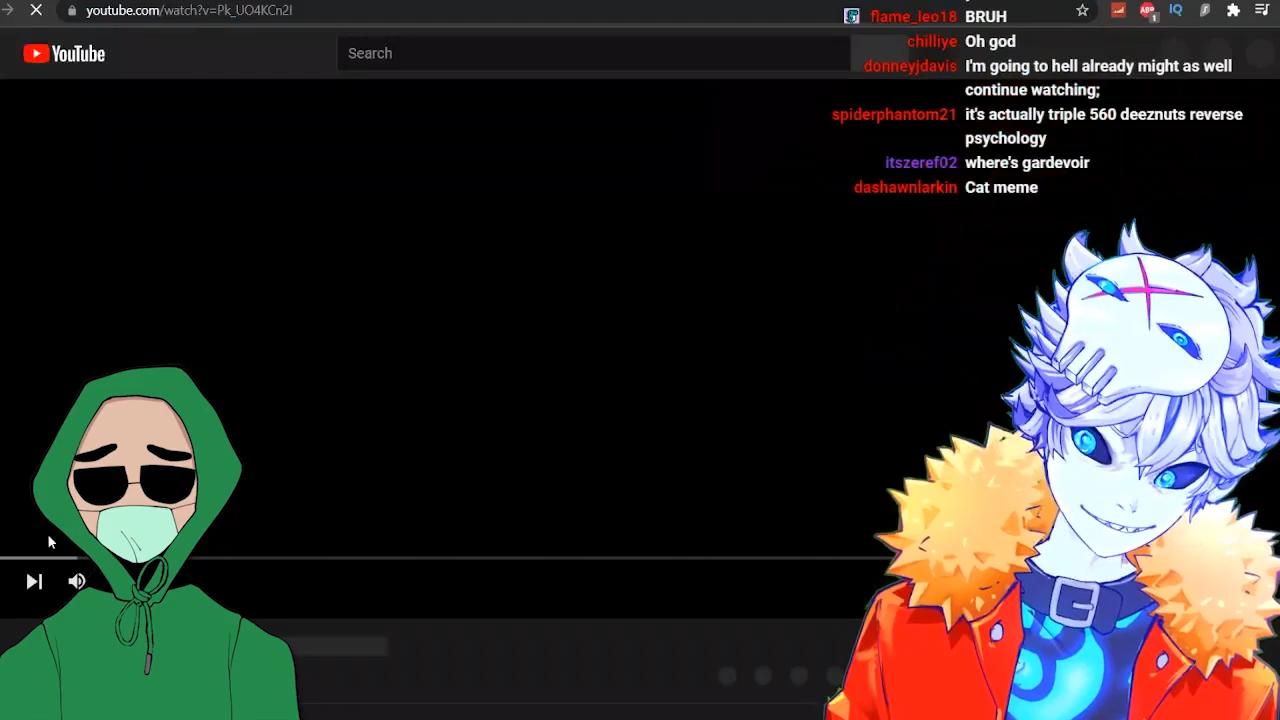 youtube.com/watch?v=Pk_UO4KCn2I
flame_leo18 BRUH
YouTube
Search
chilliye Oh god
donneyjdavis I'm going to hell already might as well
continue watching;
spiderphantom21 it's actually triple 560 deeznuts reverse
psychology
itszeref02 where's gardevoir
dashawnlarkin Cat meme